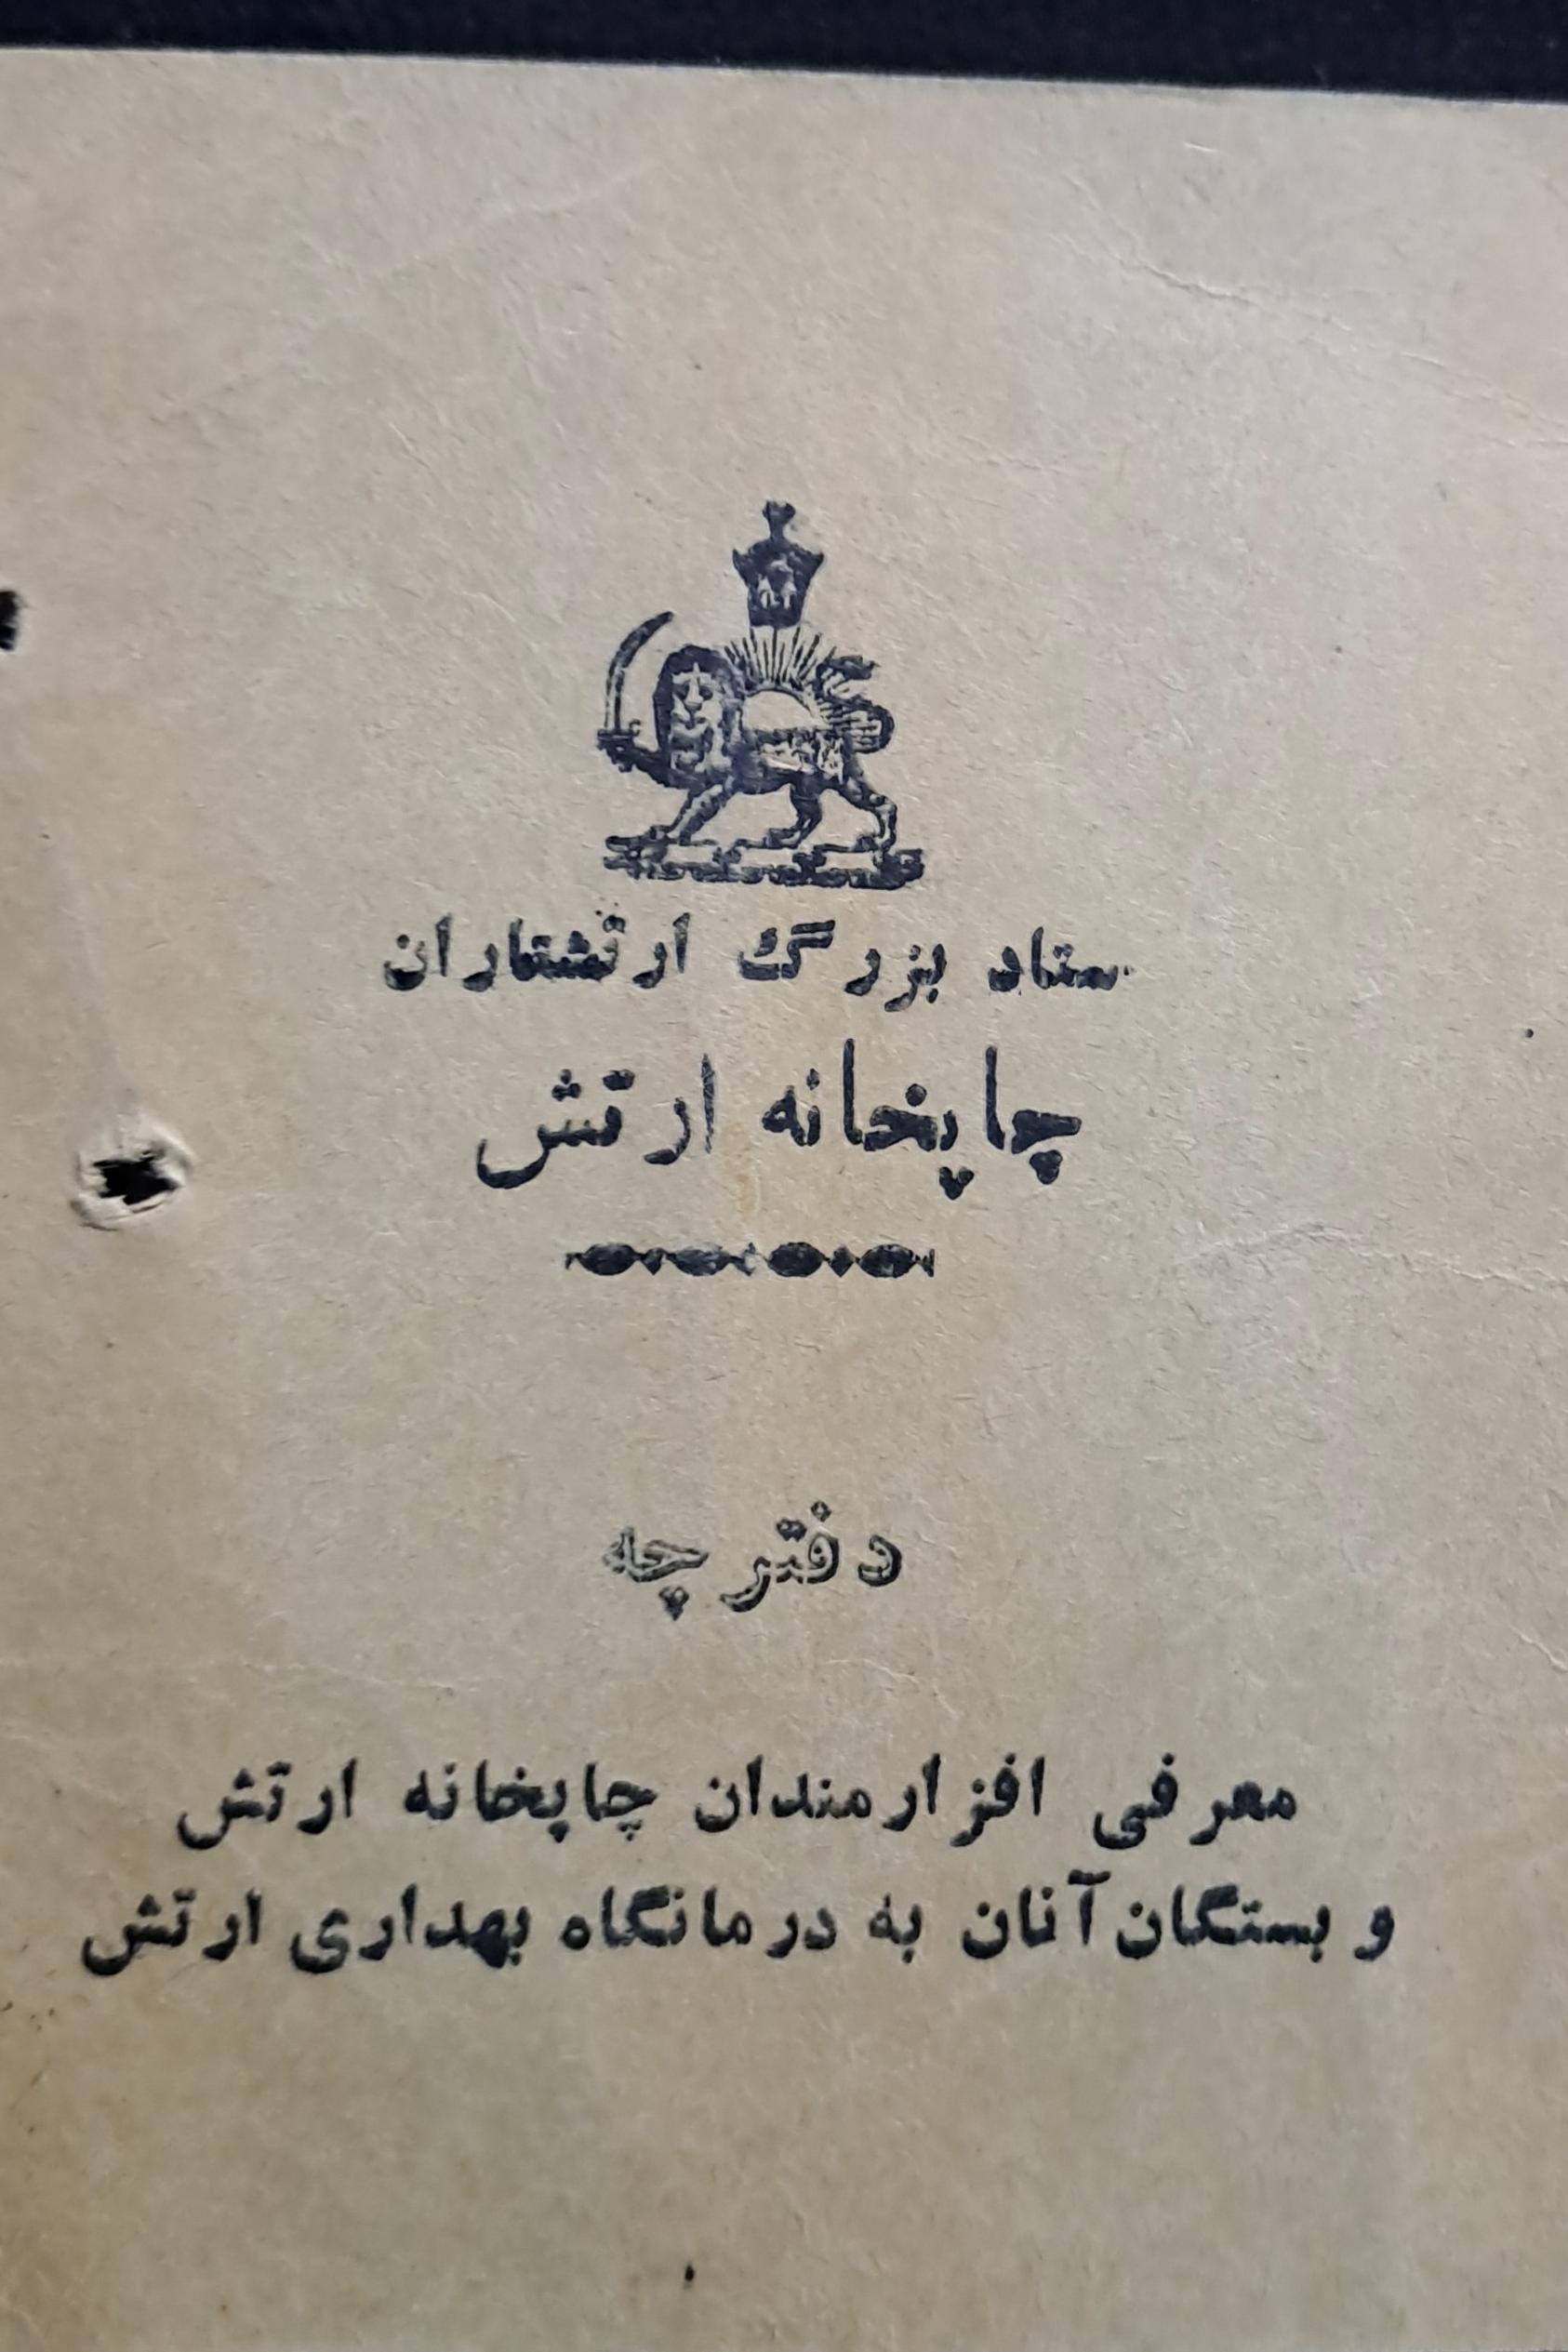 ستاد بزرگ ارتشتاران
چاپخانه ارتش
دفترچه
معرفی افزارمندان چاپخانه ارتش
و بستگان آنان به درمانگاه بهداری ارتش